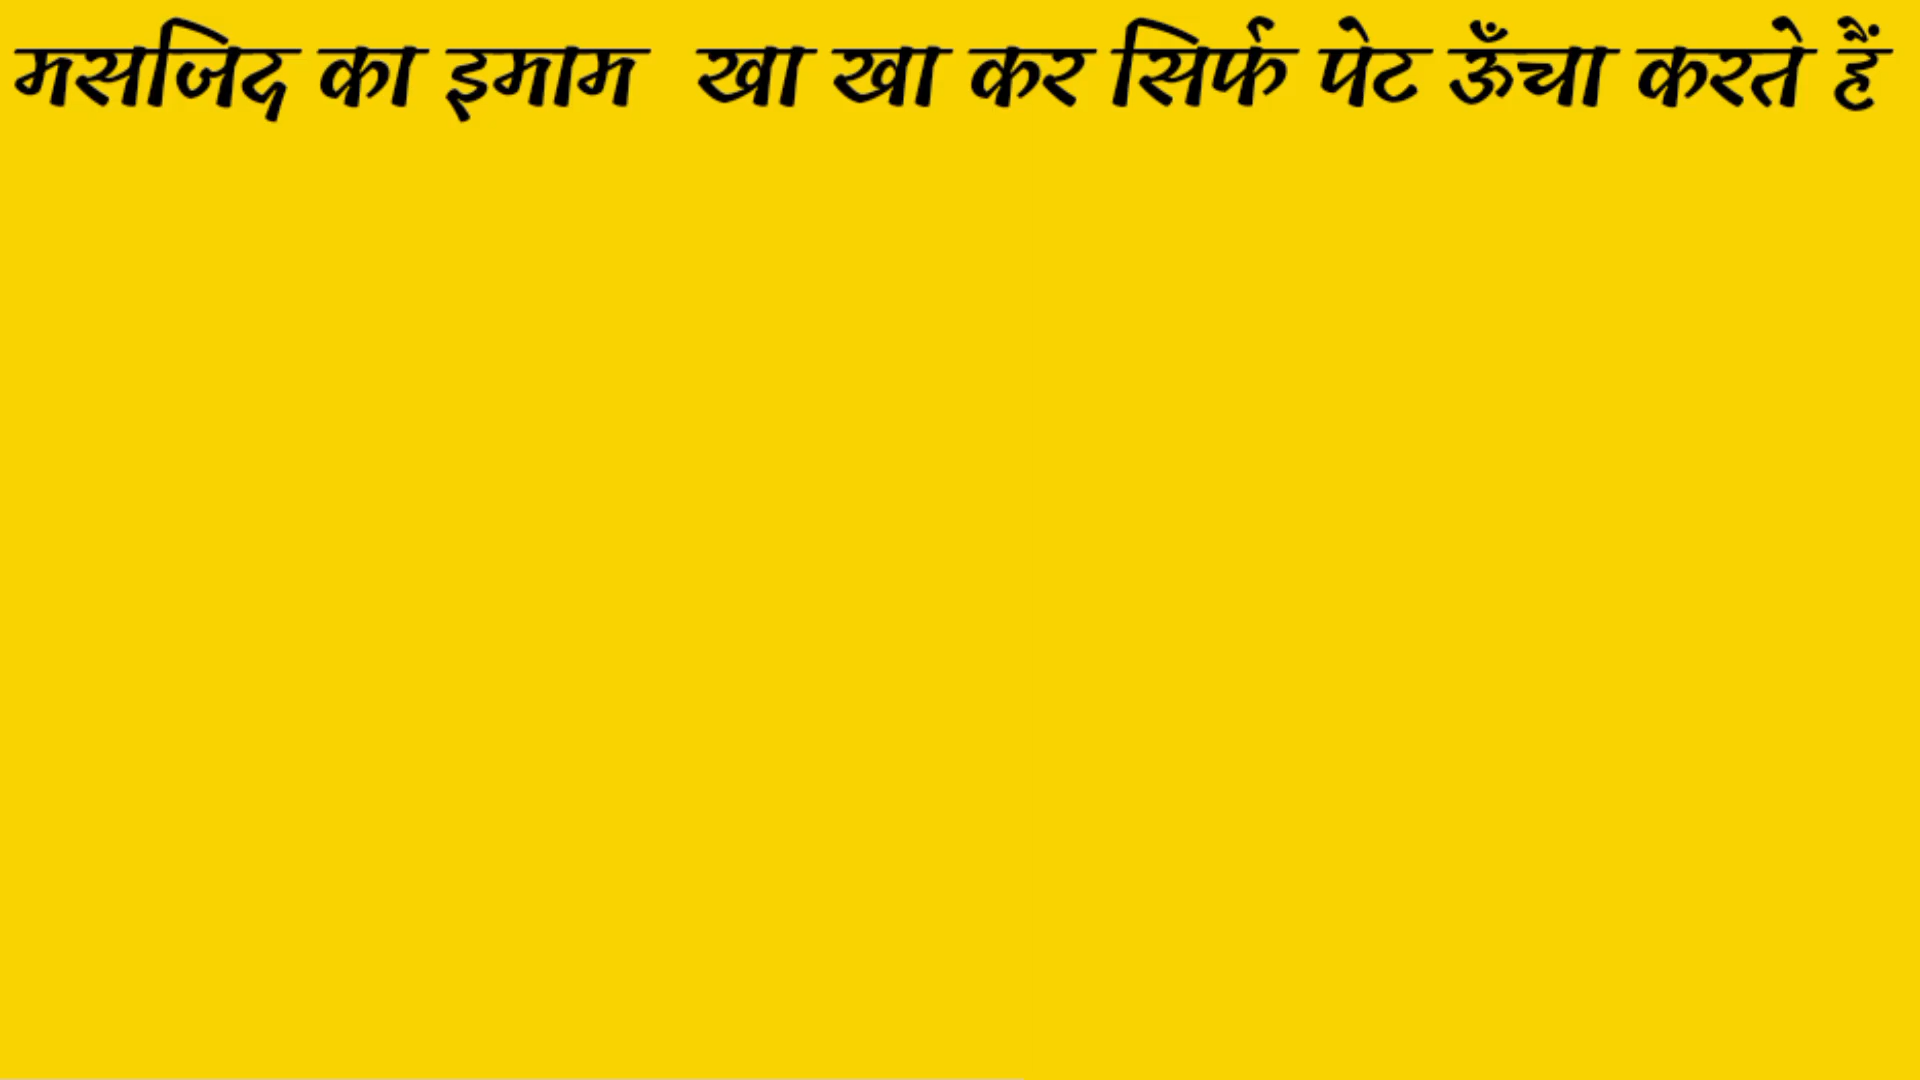 मसजिद का इमाम खा खा कर सिर्फ पेट ऊँचा करते हैं